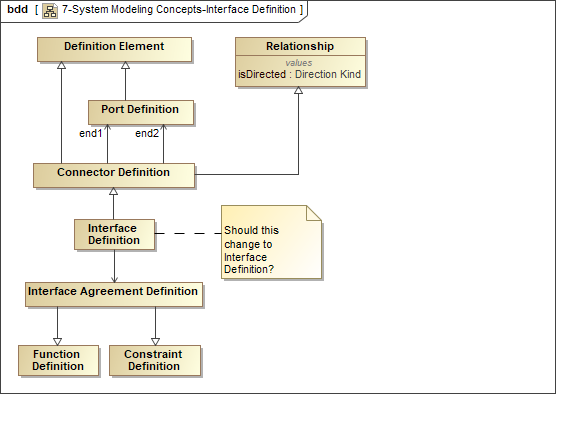 bdd [ 7-System Modeling Concepts-Interface Definition ]
Definition Element
Relationship
values
isDirected : Direction Kind
Port Definition
end1
end2
Connector Definition
Interface
Definition
Should this
change to
Interface
Definition?
Interface Agreement Definition
Function
Definition
Constraint
Definition